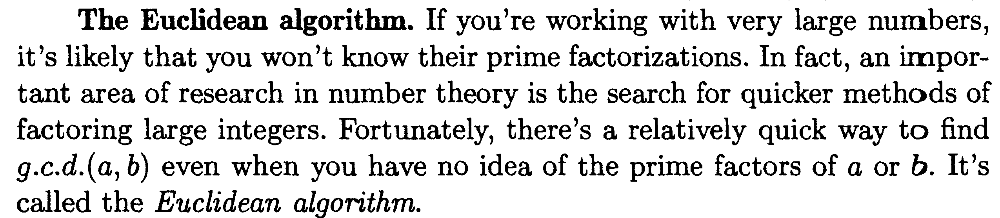 The Euclidean algorithm. If you're working with very large numbers,
it's likely that you won't know their prime factorizations. In fact, an impor-
tant area of research in number theory is the search for quicker methods of
factoring large integers. Fortunately, there's a relatively quick way to find
g.c.d.(a, b) even when you have no idea of the prime factors of a or b. It's
called the Euclidean algorithm.